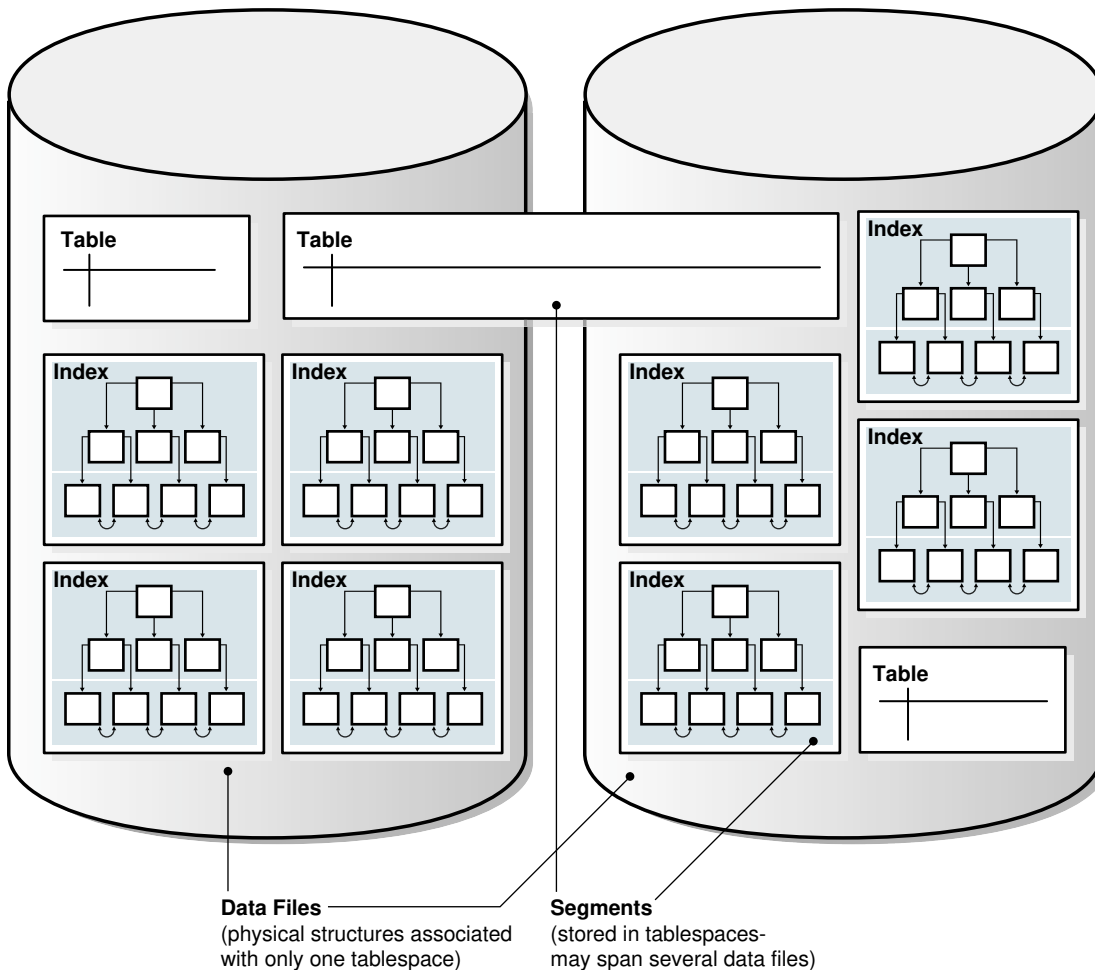 Table
Table
Index
Index
Index
Index
Index
Index
Index
Index
Table
Data Files
(physical structures associated
with only one tablespace)
Segments
(stored in tablespaces-
may span several data files)